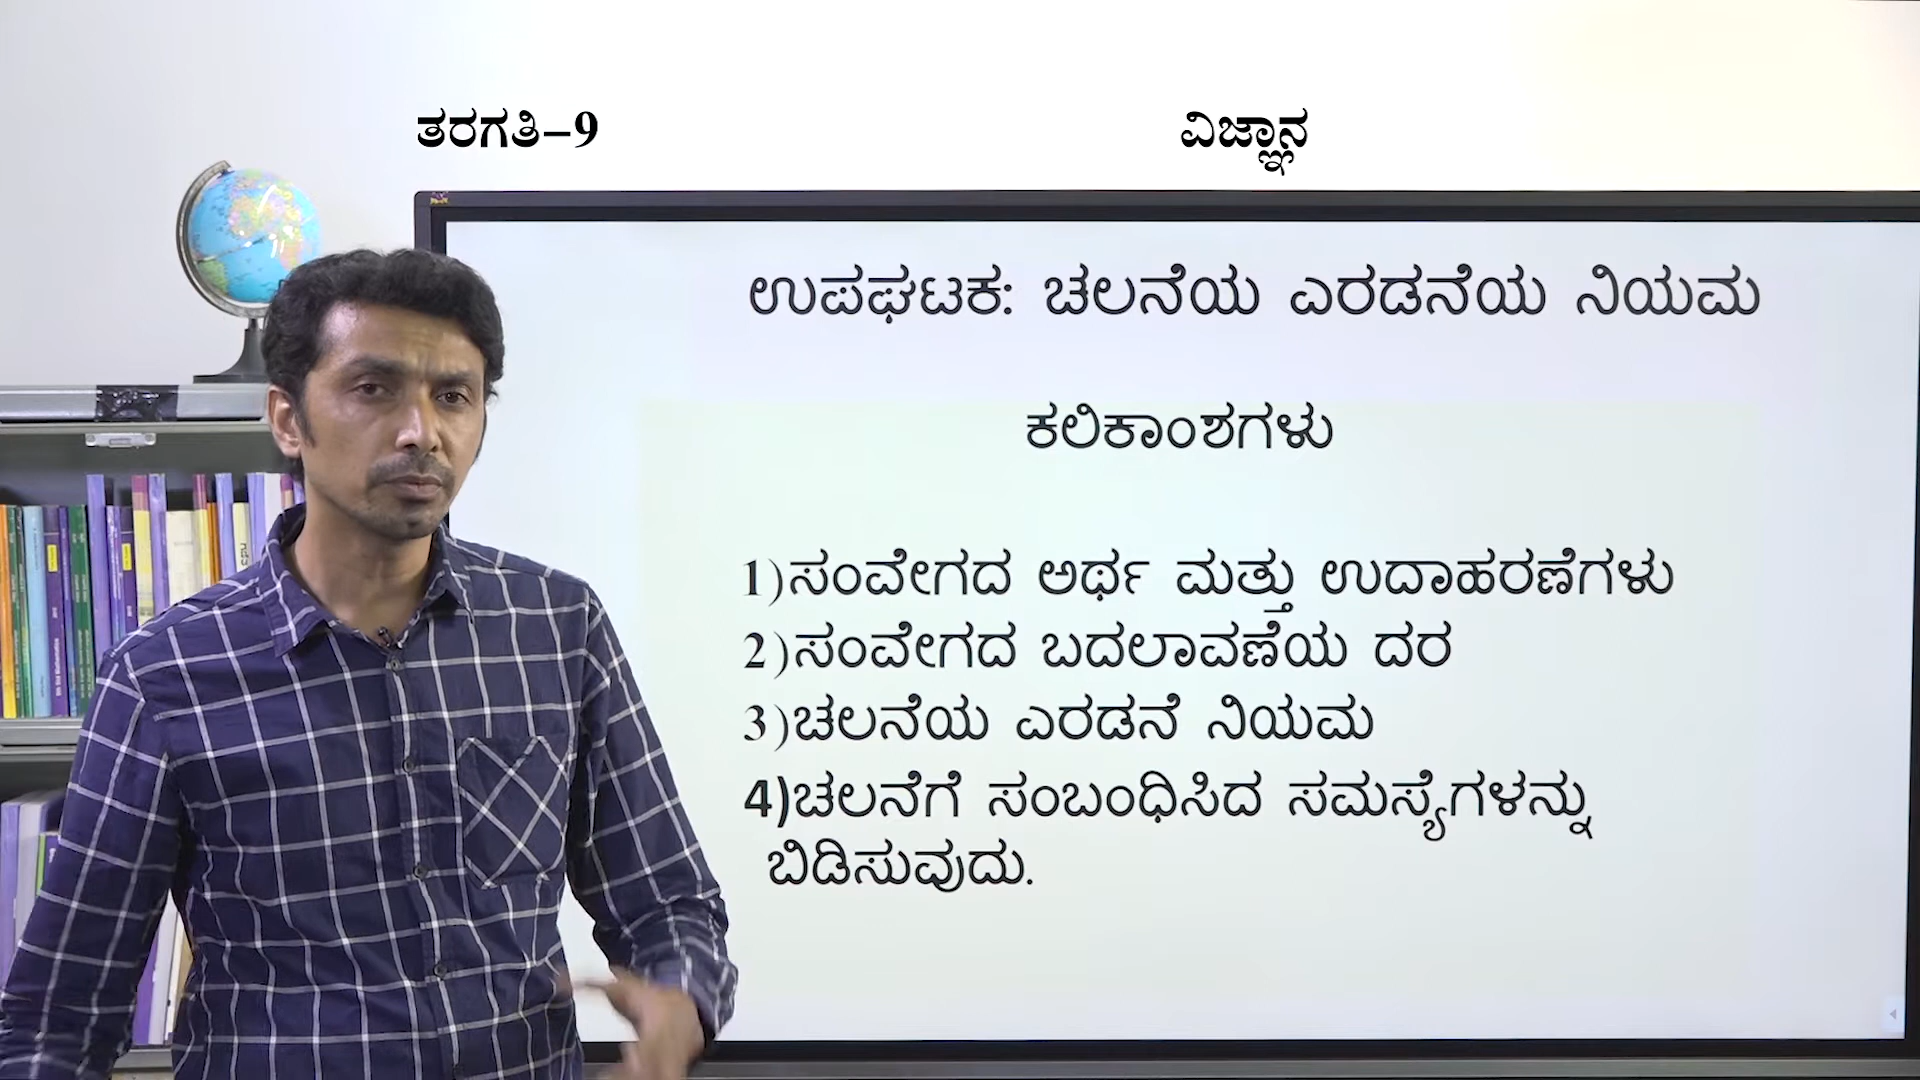 ತರಗತಿ–9
ವಿಜ್ಞಾನ
ಉಪಘಟಕ: ಚಲನೆಯ ಎರಡನೆಯ ನಿಯಮ
ಕಲಿಕಾಂಶಗಳು
1)ಸಂವೇಗದ ಅರ್ಥ ಮತ್ತು ಉದಾಹರಣೆಗಳು
2)ಸಂವೇಗದ ಬದಲಾವಣೆಯ ದರ
3)ಚಲನೆಯ ಎರಡನೆ ನಿಯಮ
4)ಚಲನೆಗೆ ಸಂಬಂಧಿಸಿದ ಸಮಸ್ಯೆಗಳನ್ನು
ಬಿಡಿಸುವುದು.